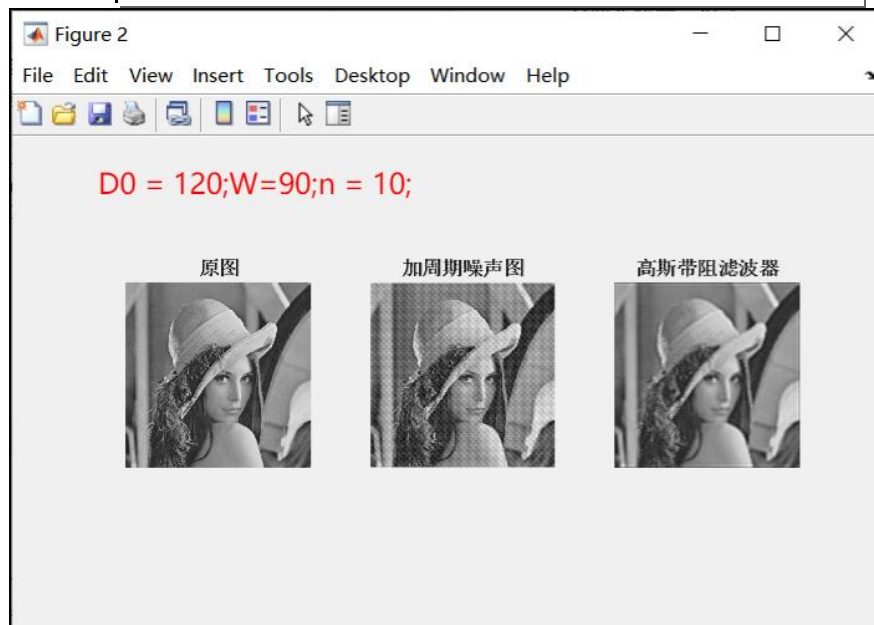 Figure 2
File Edit View Insert Tools Desktop Window Help
D0 = 120;W=90;n = 10;
原图 加周期噪声图 高斯带阻滤波器